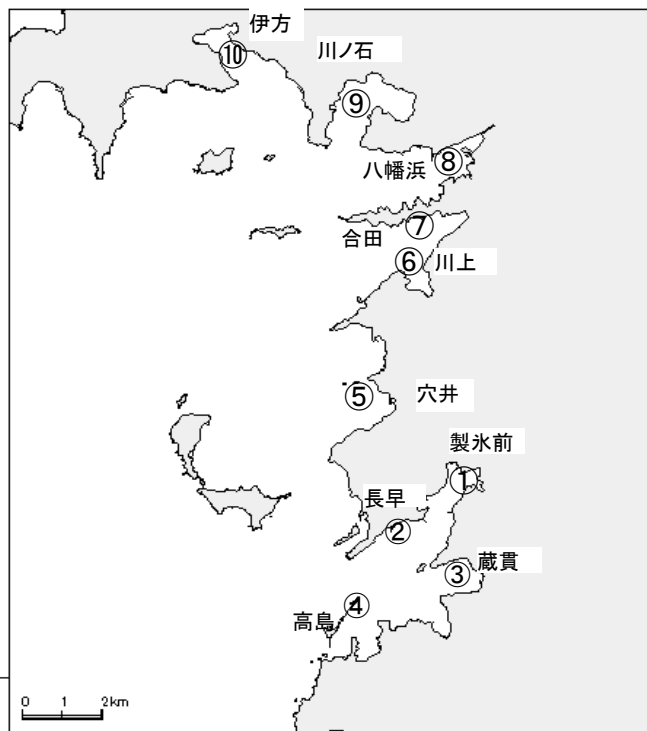 伊方
⑩
川ノ石
⑨
八幡浜
⑧
⑦
合田
⑥
川上
⑤
穴井
製氷前
①
長早
②
蔵貫
③
④
高島
0 1 2km